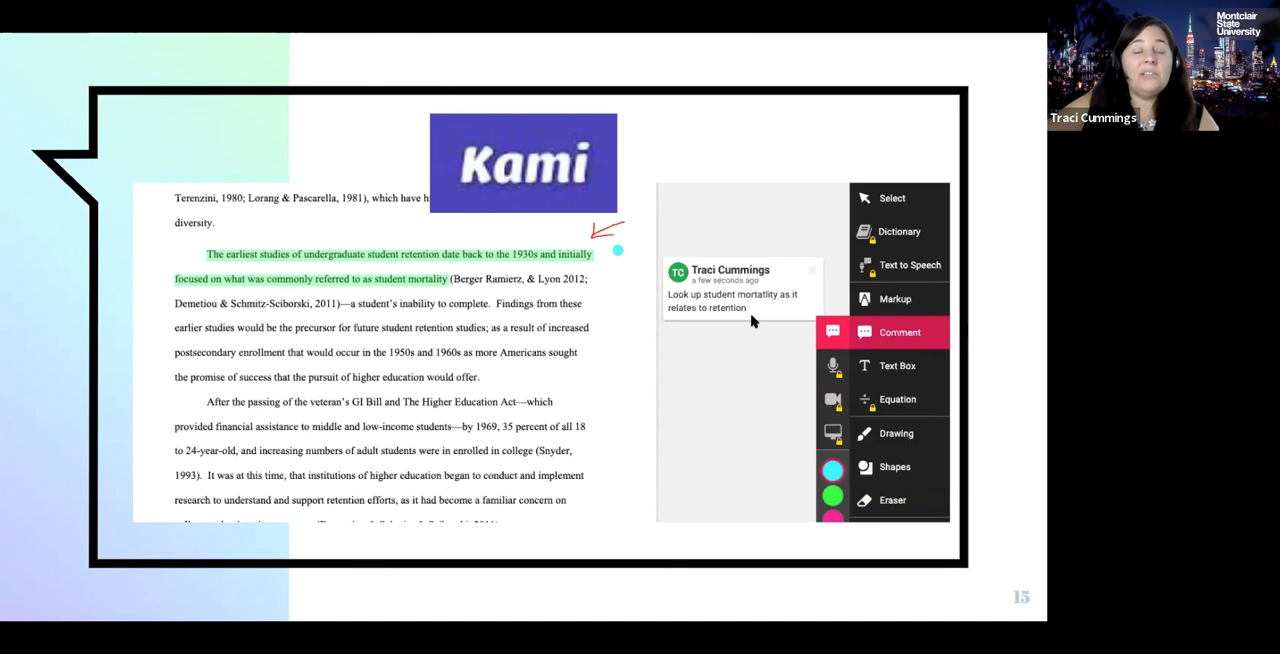 Montclair
State
University
Traci Cummings
Kami
Terenzini, 1980; Lorang & Pascarella, 1981), which have h
diversity.
The earliest studies of undergraduate student retention date back to the 1930s and initially
focused on what was commonly referred to as student mortality (Berger Ramierz, & Lyon 2012;
Demetiou & Schmitz-Sciborski, 2011)—a student's inability to complete. Findings from these
earlier studies would be the precursor for future student retention studies; as a result of increased
postsecondary enrollment that would occur in the 1950s and 1960s as more Americans sought
the promise of success that the pursuit of higher education would offer.
After the passing of the veteran's GI Bill and The Higher Education Act—which
provided financial assistance to middle and low-income students—by 1969, 35 percent of all 18
to 24-year-old, and increasing numbers of adult students were in enrolled in college (Snyder,
1993). It was at this time, that institutions of higher education began to conduct and implement
research to understand and support retention efforts, as it had become a familiar concern on
TC Traci Cummings
a few seconds ago
Look up student mortatlity as it
relates to retention
Select
Dictionary
Text to Speech
Markup
Comment
Text Box
Equation
Drawing
Shapes
Eraser
15